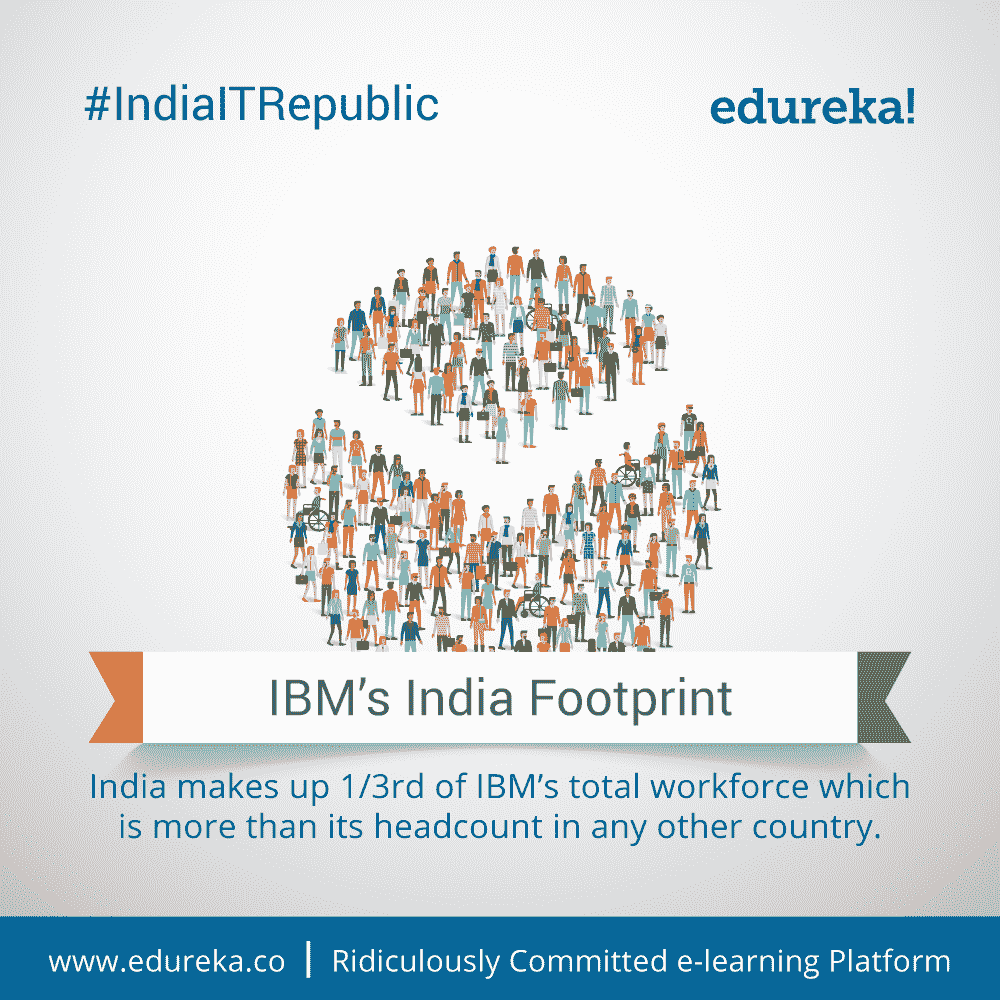 #IndiaITRepublic
edureka!
IBM's India Footprint
India makes up 1/3rd of IBM's total workforce which
is more than its headcount in any other country.
www.edureka.co | Ridiculously Committed e-learning Platform